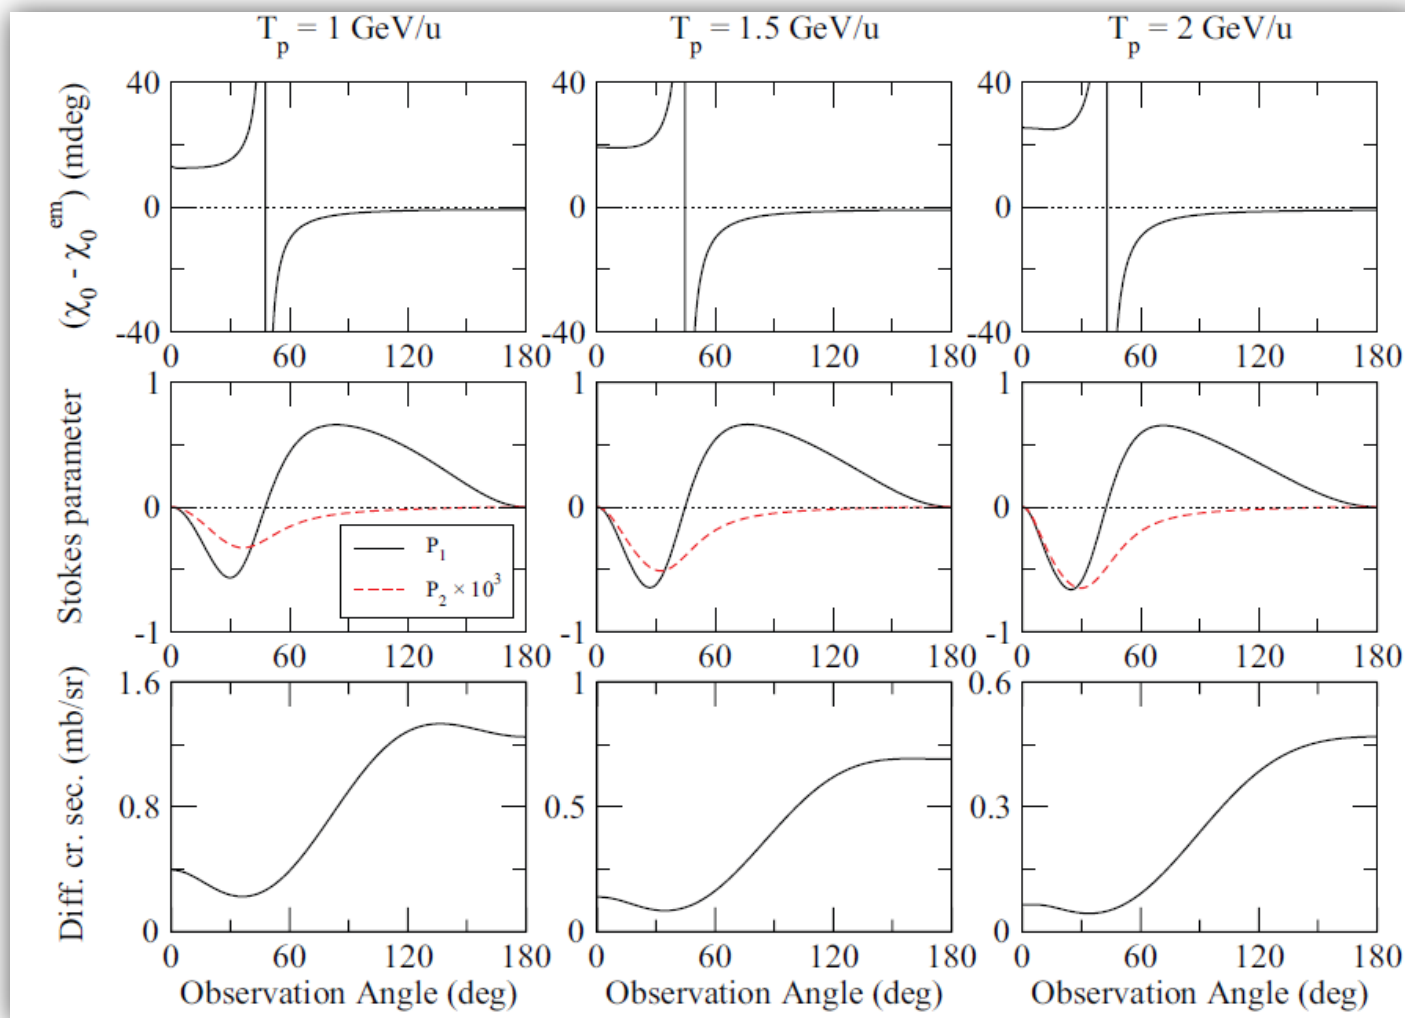 T_p = 1 GeV/u
T_p = 1.5 GeV/u
T_p = 2 GeV/u
(χ_0 - χ_0^em) (mdeg)
40
0
-40
0 60 120 180
40
0
-40
0 60 120 180
40
0
-40
0 60 120 180
Stokes parameter
1
0
-1
0 60 120 180
P_1
P_2 × 10^3
1
0
-1
0 60 120 180
1
0
-1
0 60 120 180
Diff. cr. sec. (mb/sr)
1.6
0.8
0
0 60 120 180
Observation Angle (deg)
1
0.5
0
0 60 120 180
Observation Angle (deg)
0.6
0.3
0
0 60 120 180
Observation Angle (deg)